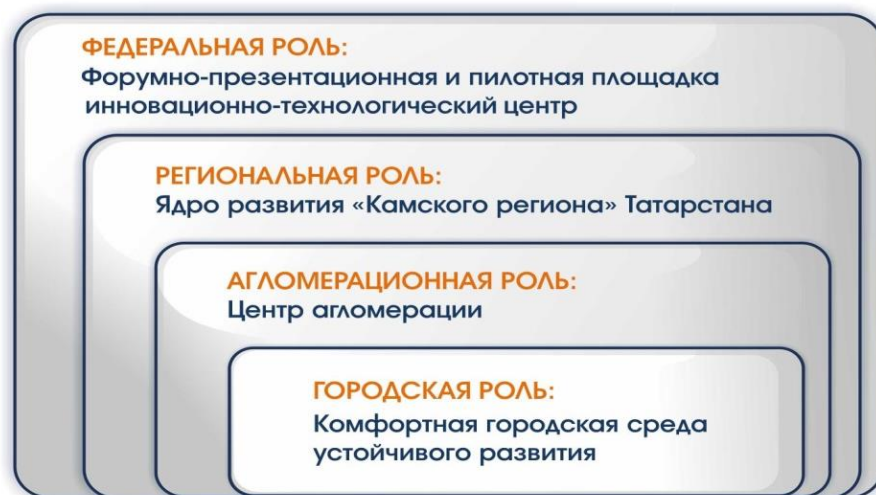 ФЕДЕРАЛЬНАЯ РОЛЬ:
Форумно-презентационная и пилотная площадка
инновационно-технологический центр
РЕГИОНАЛЬНАЯ РОЛЬ:
Ядро развития «Камского региона» Татарстана
АГЛОМЕРАЦИОННАЯ РОЛЬ:
Центр агломерации
ГОРОДСКАЯ РОЛЬ:
Комфортная городская среда
устойчивого развития